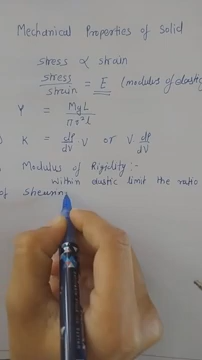 Mechanical Properties of Solid
stress ∝ strain
stress/strain = E (modulus of elastic
Y = MgL/πr²l
K = dP/dV V or V dP/dV
Modulus of Rigidity :-
Within elastic limit the ratio
of shearin